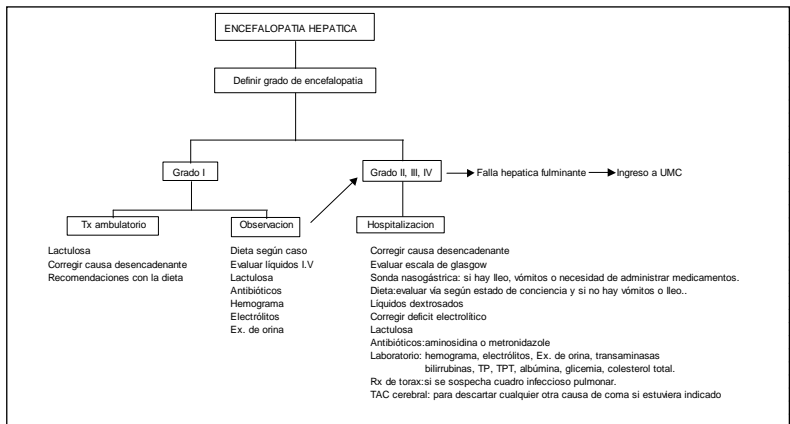 ENCEFALOPATIA HEPATICA
Definir grado de encefalopatia
Grado I
Grado II, III, IV
Falla hepatica fulminante
Ingreso a UMC
Tx ambulatorio
Observacion
Hospitalizacion
Lactulosa
Corregir causa desencadenante
Recomendaciones con la dieta
Dieta según caso
Evaluar líquidos I.V
Lactulosa
Antibióticos
Hemograma
Electrólitos
Ex. de orina
Corregir causa desencadenante
Evaluar escala de glasgow
Sonda nasogástrica: si hay Ileo, vómitos o necesidad de administrar medicamentos.
Dieta:evaluar vía según estado de conciencia y si no hay vómitos o Ileo..
Líquidos dextrosados
Corregir deficit electrolítico
Lactulosa
Antibióticos:aminosidina o metronidazole
Laboratorio: hemograma, electrólitos, Ex. de orina, transaminasas
bilirrubinas, TP, TPT, albúmina, glicemia, colesterol total.
Rx de torax:si se sospecha cuadro infeccioso pulmonar.
TAC cerebral: para descartar cualquier otra causa de coma si estuviera indicado